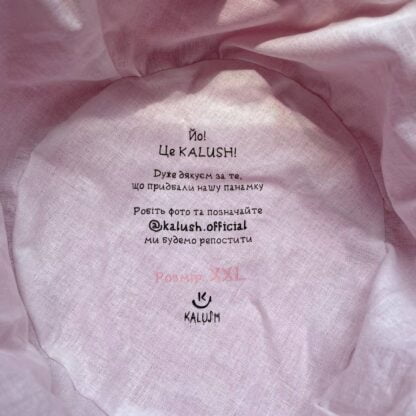 Йо!
Це KALUSH!
Дуже дякуєм за те,
що придбали нашу панамку
Робіть фото та позначайте
@kalush.official
ми будемо репостити
Розмір XXL
K
KALUSH